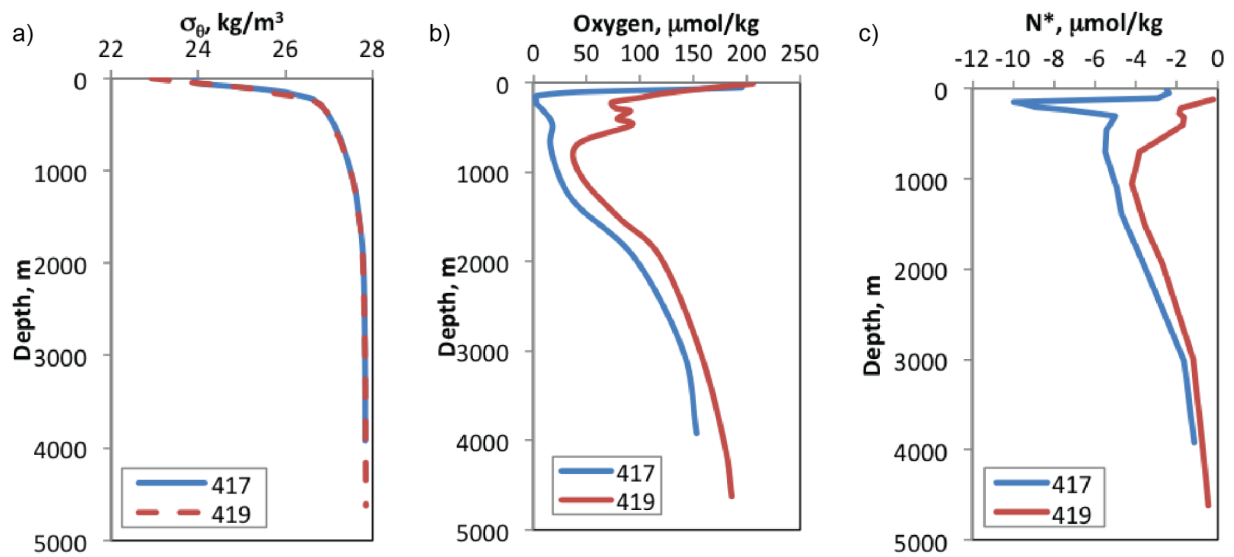 a)
σθ, kg/m³
22 24 26 28
0
1000
2000
3000
4000
5000
Depth, m
417
419
b)
Oxygen, μmol/kg
0 50 100 150 200 250
0
1000
2000
3000
4000
5000
Depth, m
417
419
c)
N*, μmol/kg
-12 -10 -8 -6 -4 -2 0
0
1000
2000
3000
4000
5000
Depth, m
417
419